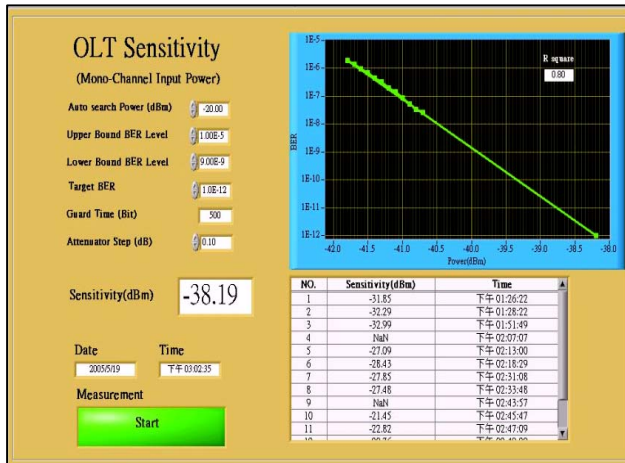 OLT Sensitivity
(Mono-Channel Input Power)
Auto search Power (dBm) -20.00
Upper Bound BER Level 1.00E-5
Lower Bound BER Level 9.00E-9
Target BER 1.0E-12
Guard Time (Bit) 500
Attenuator Step (dB) 0.10
Sensitivity(dBm) -38.19
Date Time
2005/5/19 下午 03:02:35
Measurement
Start
R square
0.80
BER
1E-5
1E-6
1E-7
1E-8
1E-9
1E-10
1E-11
1E-12
-42.0 -41.5 -41.0 -40.5 -40.0 -39.5 -39.0 -38.5 -38.0
Power(dBm)
NO. Sensitivity(dBm) Time
1 -31.85 下午 01:26:22
2 -32.29 下午 01:28:22
3 -32.99 下午 01:51:49
4 NaN 下午 02:07:07
5 -27.09 下午 02:13:00
6 -28.43 下午 02:18:29
7 -27.85 下午 02:31:08
8 -27.48 下午 02:33:48
9 NaN 下午 02:43:57
10 -21.45 下午 02:45:47
11 -22.82 下午 02:47:09